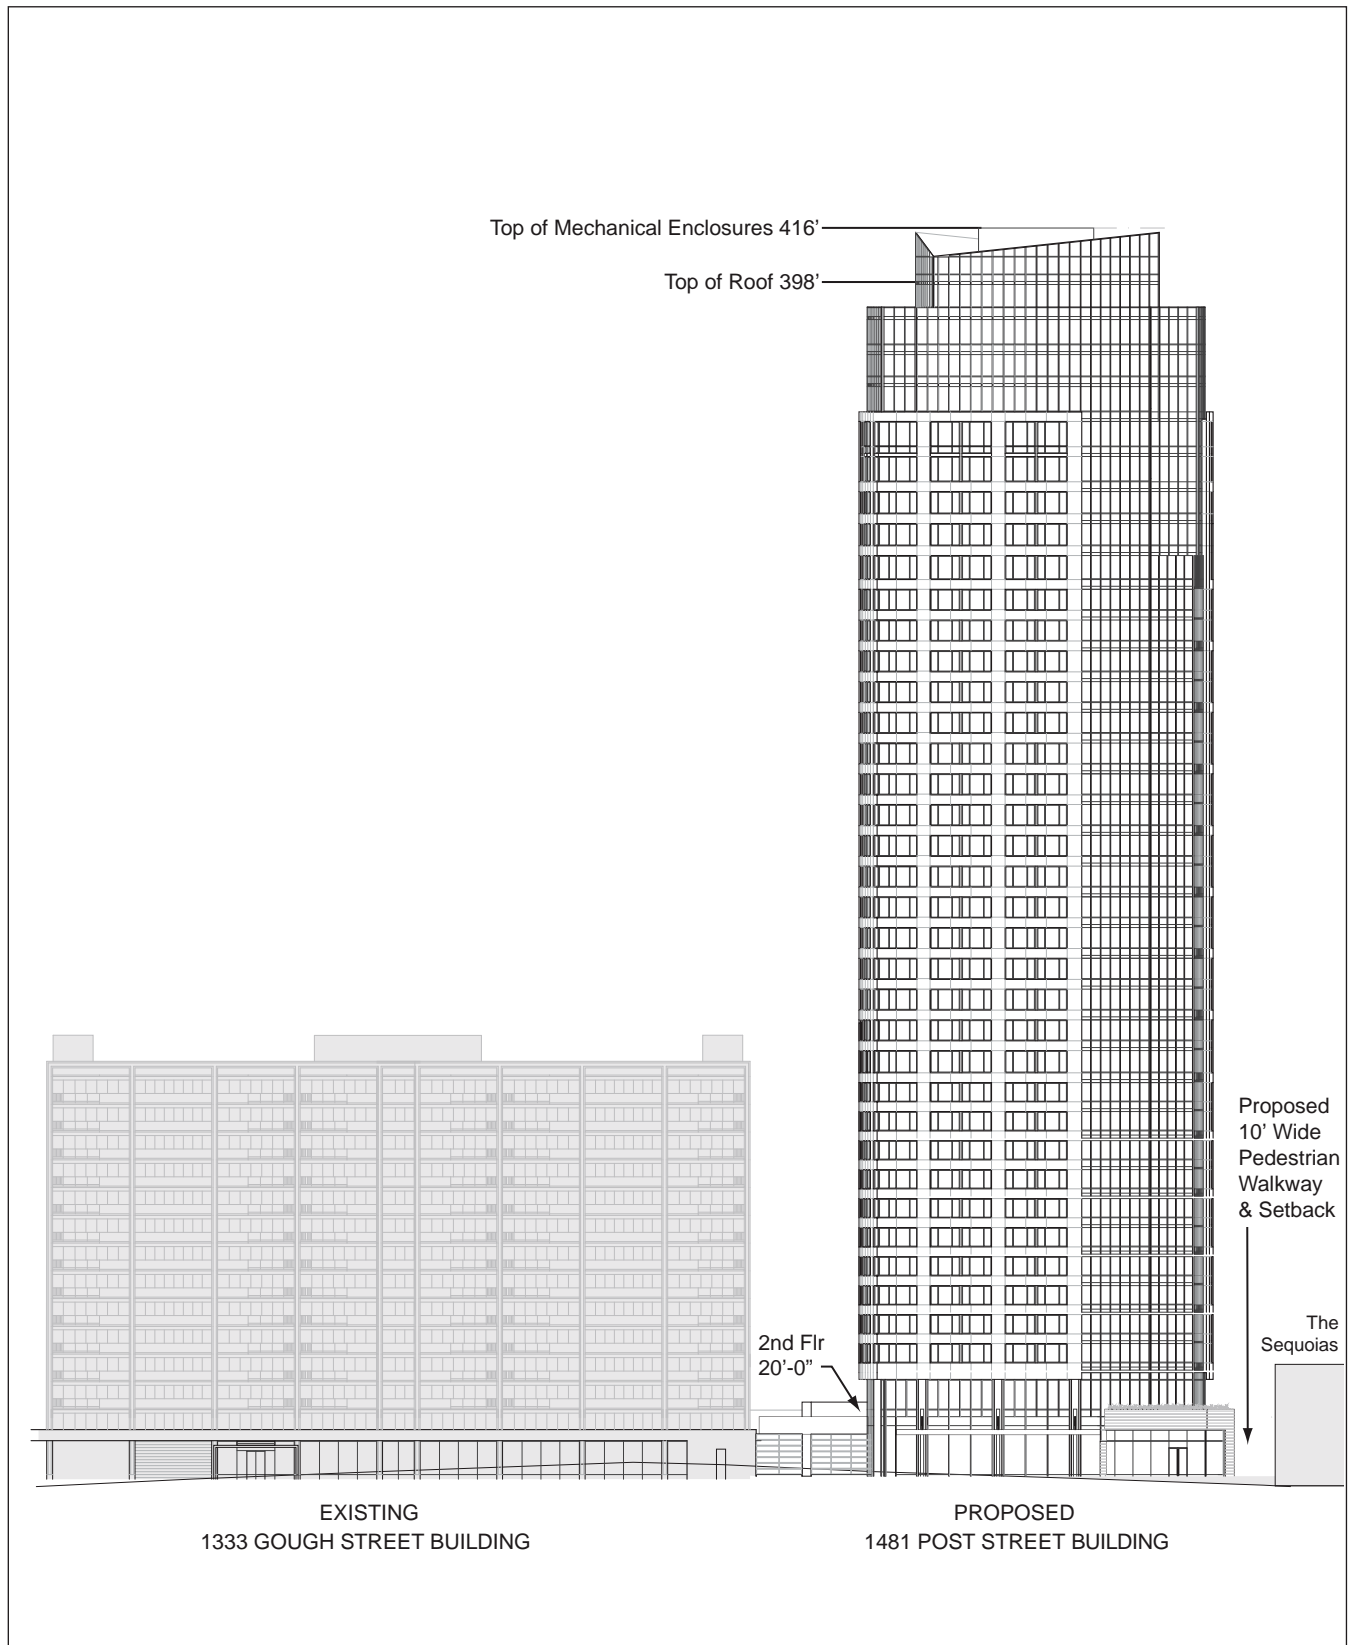 Top of Mechanical Enclosures 416’
Top of Roof 398’
Proposed
10’ Wide
Pedestrian
Walkway
& Setback
The
Sequoias
2nd Flr
20’-0”
EXISTING
1333 GOUGH STREET BUILDING
PROPOSED
1481 POST STREET BUILDING